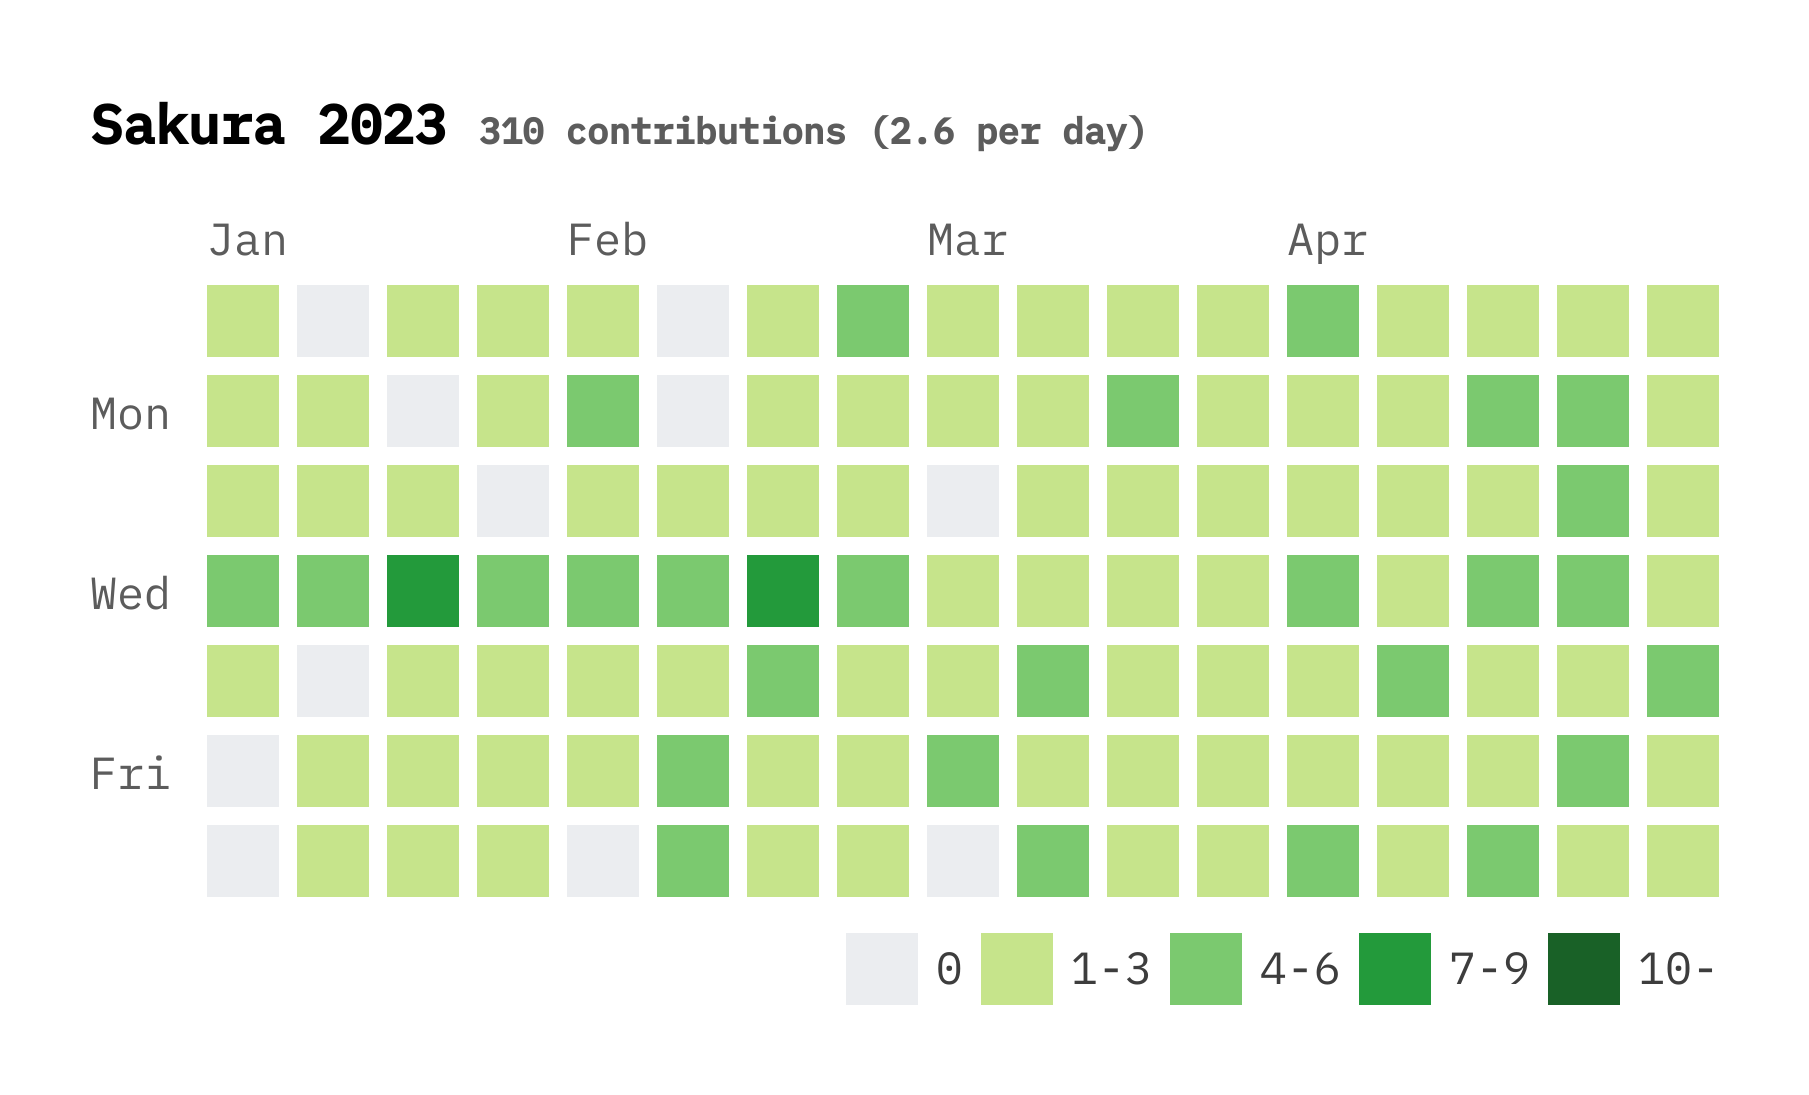 Sakura 2023 310 contributions (2.6 per day)
Jan Feb Mar Apr
Mon
Wed
Fri
0 1-3 4-6 7-9 10-